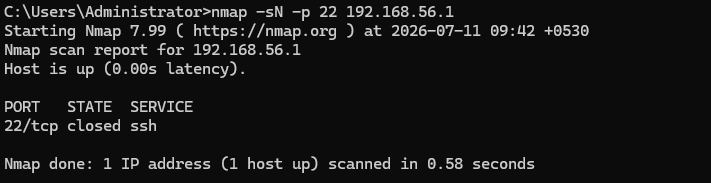 C:\Users\Administrator>nmap -sN -p 22 192.168.56.1
Starting Nmap 7.99 ( https://nmap.org ) at 2026-07-11 09:42 +0530
Nmap scan report for 192.168.56.1
Host is up (0.00s latency).

PORT   STATE  SERVICE
22/tcp closed ssh

Nmap done: 1 IP address (1 host up) scanned in 0.58 seconds